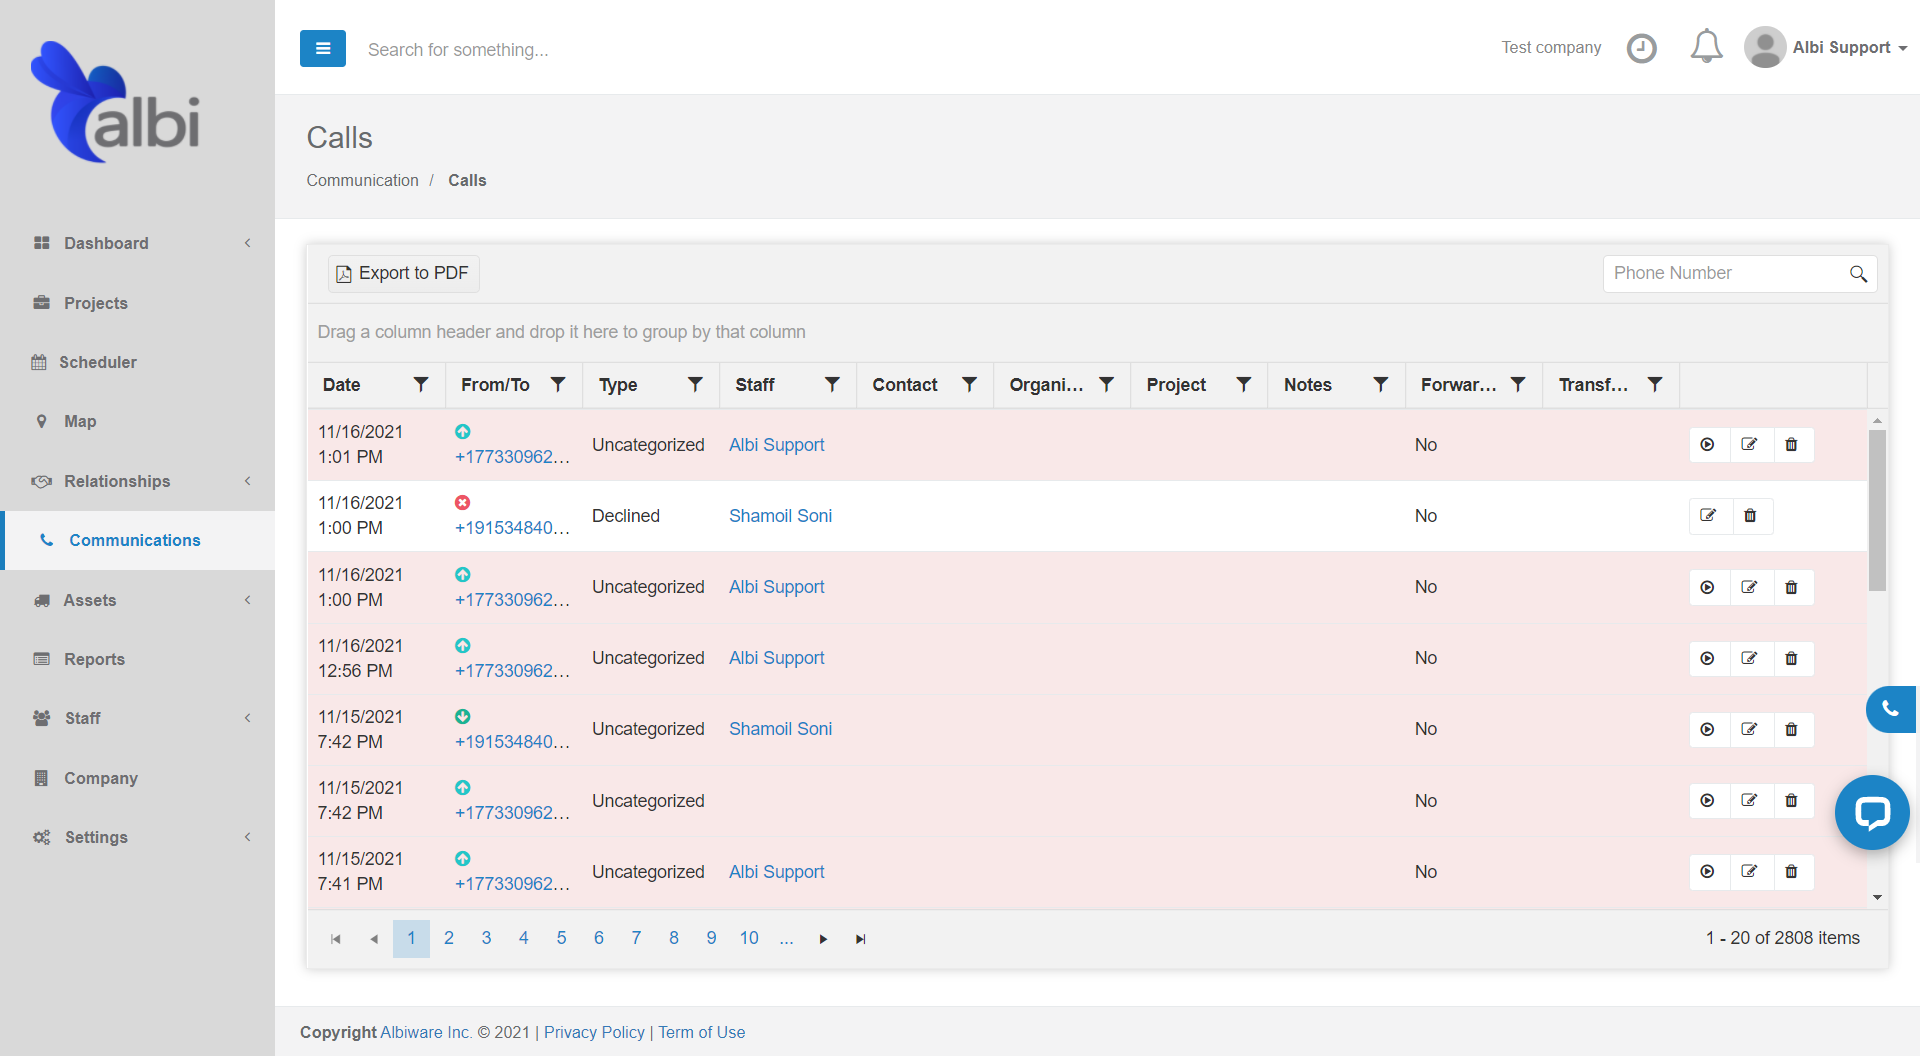 albi
Search for something...
Test company
Albi Support
Dashboard
Projects
Scheduler
Map
Relationships
Communications
Assets
Reports
Staff
Company
Settings
Calls
Communication / Calls
Export to PDF
Phone Number
Drag a column header and drop it here to group by that column
Date From/To Type Staff Contact Organi... Project Notes Forwar... Transf...
11/16/2021
1:01 PM
+177330962...
Uncategorized Albi Support No
11/16/2021
1:00 PM
+191534840...
Declined Shamoil Soni No
11/16/2021
1:00 PM
+177330962...
Uncategorized Albi Support No
11/16/2021
12:56 PM
+177330962...
Uncategorized Albi Support No
11/15/2021
7:42 PM
+191534840...
Uncategorized Shamoil Soni No
11/15/2021
7:42 PM
+177330962...
Uncategorized No
11/15/2021
7:41 PM
+177330962...
Uncategorized Albi Support No
1 2 3 4 5 6 7 8 9 10 ...
1 - 20 of 2808 items
Copyright Albiware Inc. © 2021 | Privacy Policy | Term of Use